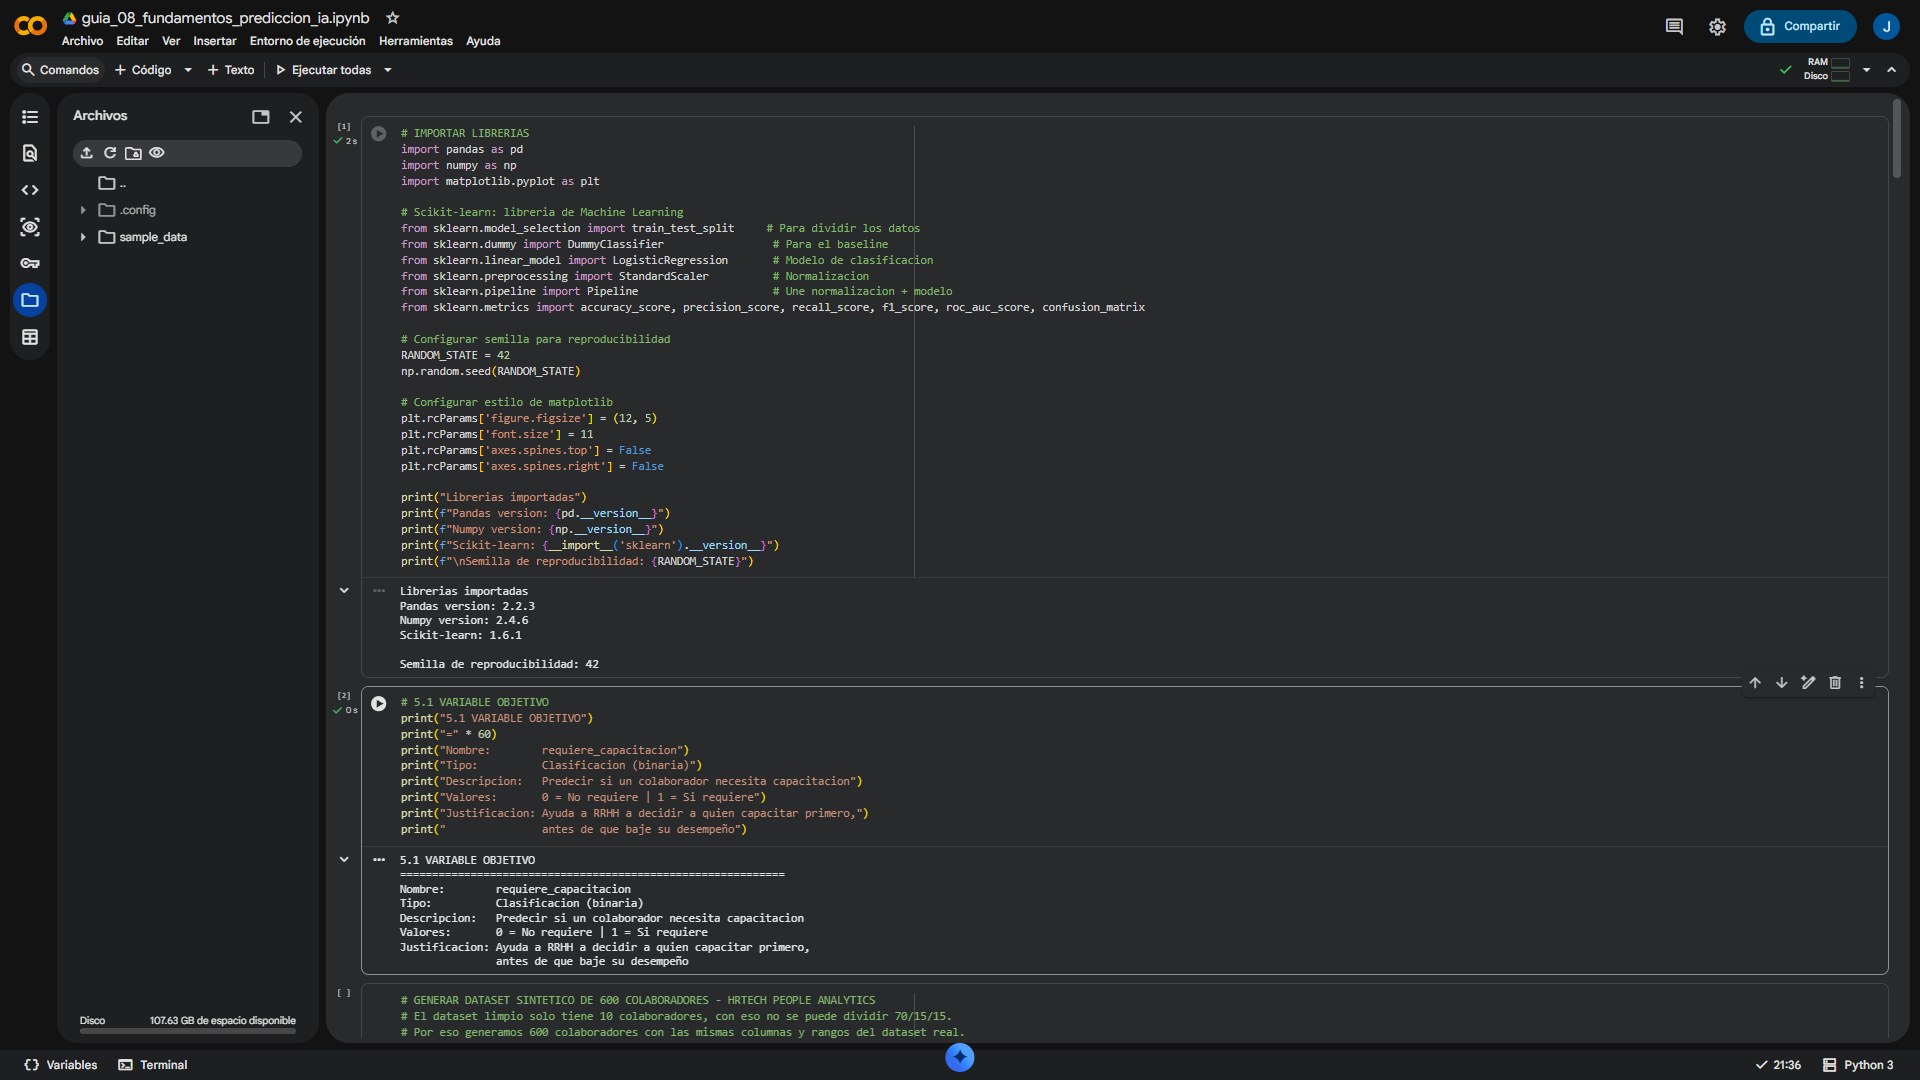 guia_08_fundamentos_prediccion_ia.ipynb
Archivo Editar Ver Insertar Entorno de ejecución Herramientas Ayuda
Compartir
J
Comandos + Código + Texto Ejecutar todas
RAM
Disco
Archivos
..
.config
sample_data
Disco 107.63 GB de espacio disponible
[1]
2 s
# IMPORTAR LIBRERIAS
import pandas as pd
import numpy as np
import matplotlib.pyplot as plt
# Scikit-learn: libreria de Machine Learning
from sklearn.model_selection import train_test_split     # Para dividir los datos
from sklearn.dummy import DummyClassifier                 # Para el baseline
from sklearn.linear_model import LogisticRegression       # Modelo de clasificacion
from sklearn.preprocessing import StandardScaler          # Normalizacion
from sklearn.pipeline import Pipeline                     # Une normalizacion + modelo
from sklearn.metrics import accuracy_score, precision_score, recall_score, f1_score, roc_auc_score, confusion_matrix
# Configurar semilla para reproducibilidad
RANDOM_STATE = 42
np.random.seed(RANDOM_STATE)
# Configurar estilo de matplotlib
plt.rcParams['figure.figsize'] = (12, 5)
plt.rcParams['font.size'] = 11
plt.rcParams['axes.spines.top'] = False
plt.rcParams['axes.spines.right'] = False
print("Librerias importadas")
print(f"Pandas version: {pd.__version__}")
print(f"Numpy version: {np.__version__}")
print(f"Scikit-learn: {__import__('sklearn').__version__}")
print(f"\nSemilla de reproducibilidad: {RANDOM_STATE}")
Librerias importadas
Pandas version: 2.2.3
Numpy version: 2.4.6
Scikit-learn: 1.6.1
Semilla de reproducibilidad: 42
[2]
0 s
# 5.1 VARIABLE OBJETIVO
print("5.1 VARIABLE OBJETIVO")
print("=" * 60)
print("Nombre:        requiere_capacitacion")
print("Tipo:          Clasificacion (binaria)")
print("Descripcion:   Predecir si un colaborador necesita capacitacion")
print("Valores:       0 = No requiere | 1 = Si requiere")
print("Justificacion: Ayuda a RRHH a decidir a quien capacitar primero,")
print("               antes de que baje su desempeño")
5.1 VARIABLE OBJETIVO
============================================================
Nombre:        requiere_capacitacion
Tipo:          Clasificacion (binaria)
Descripcion:   Predecir si un colaborador necesita capacitacion
Valores:       0 = No requiere | 1 = Si requiere
Justificacion: Ayuda a RRHH a decidir a quien capacitar primero,
               antes de que baje su desempeño
[ ]
# GENERAR DATASET SINTETICO DE 600 COLABORADORES - HRTECH PEOPLE ANALYTICS
# El dataset limpio solo tiene 10 colaboradores, con eso no se puede dividir 70/15/15.
# Por eso generamos 600 colaboradores con las mismas columnas y rangos del dataset real.
Variables Terminal
21:36 Python 3